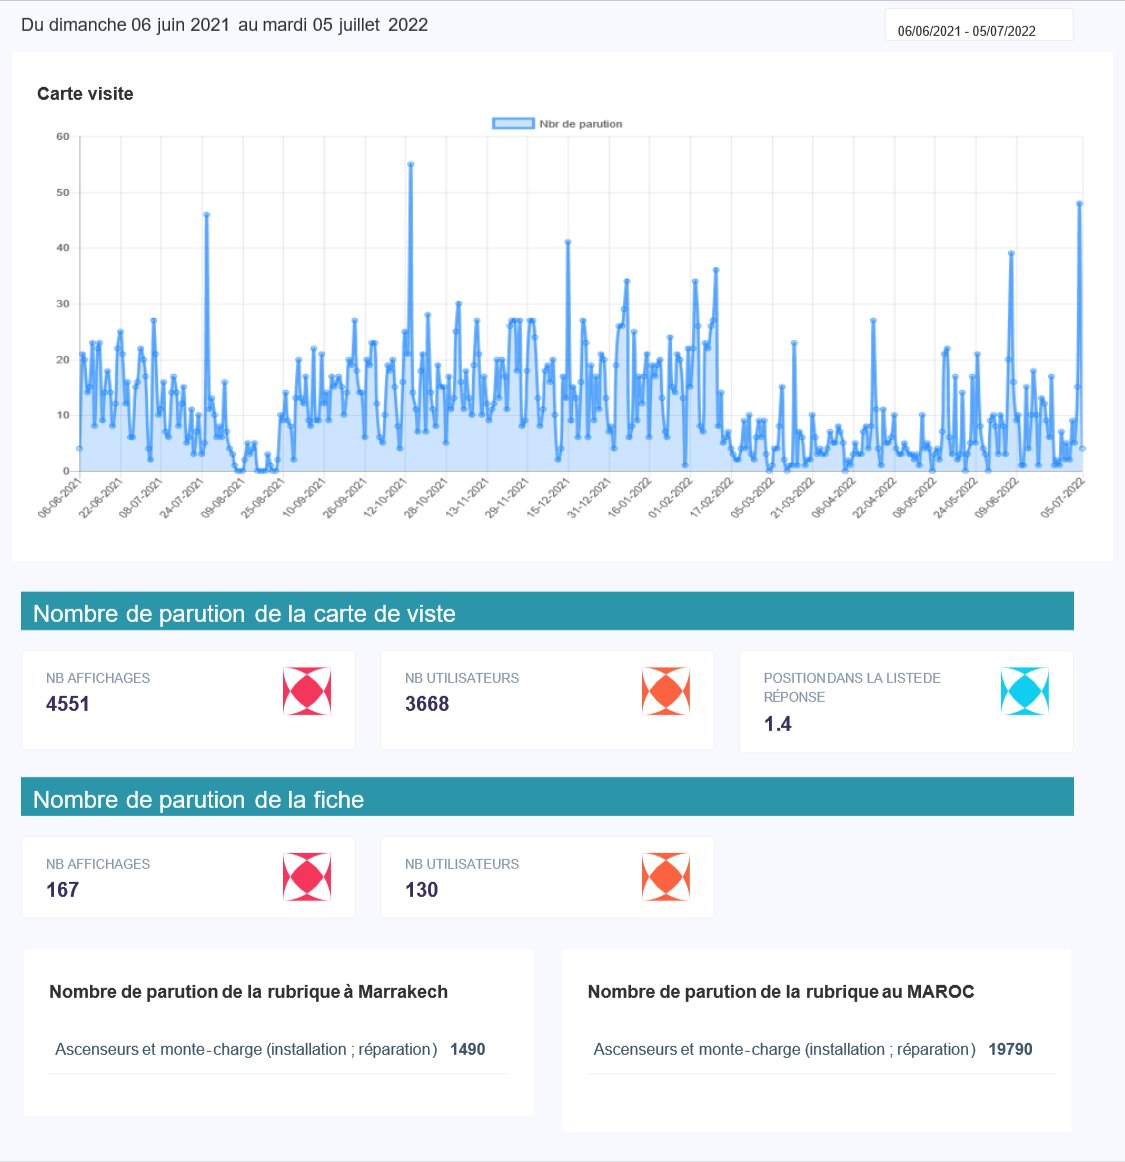 Du dimanche 06 juin 2021 au mardi 05 juillet 2022
06/06/2021 - 05/07/2022
Carte visite
Nbr de parution
60
50
40
30
20
10
0
06-06-2021 22-06-2021 08-07-2021 24-07-2021 09-08-2021 25-08-2021 10-09-2021 26-09-2021 12-10-2021 28-10-2021 13-11-2021 29-11-2021 15-12-2021 31-12-2021 16-01-2022 01-02-2022 17-02-2022 05-03-2022 21-03-2022 06-04-2022 22-04-2022 08-05-2022 24-05-2022 09-06-2022 05-07-2022
Nombre de parution de la carte de viste
NB AFFICHAGES
4551
NB UTILISATEURS
3668
POSITION DANS LA LISTE DE
RÉPONSE
1.4
Nombre de parution de la fiche
NB AFFICHAGES
167
NB UTILISATEURS
130
Nombre de parution de la rubrique à Marrakech
Ascenseurs et monte-charge (installation ; réparation) 1490
Nombre de parution de la rubrique au MAROC
Ascenseurs et monte-charge (installation ; réparation) 19790